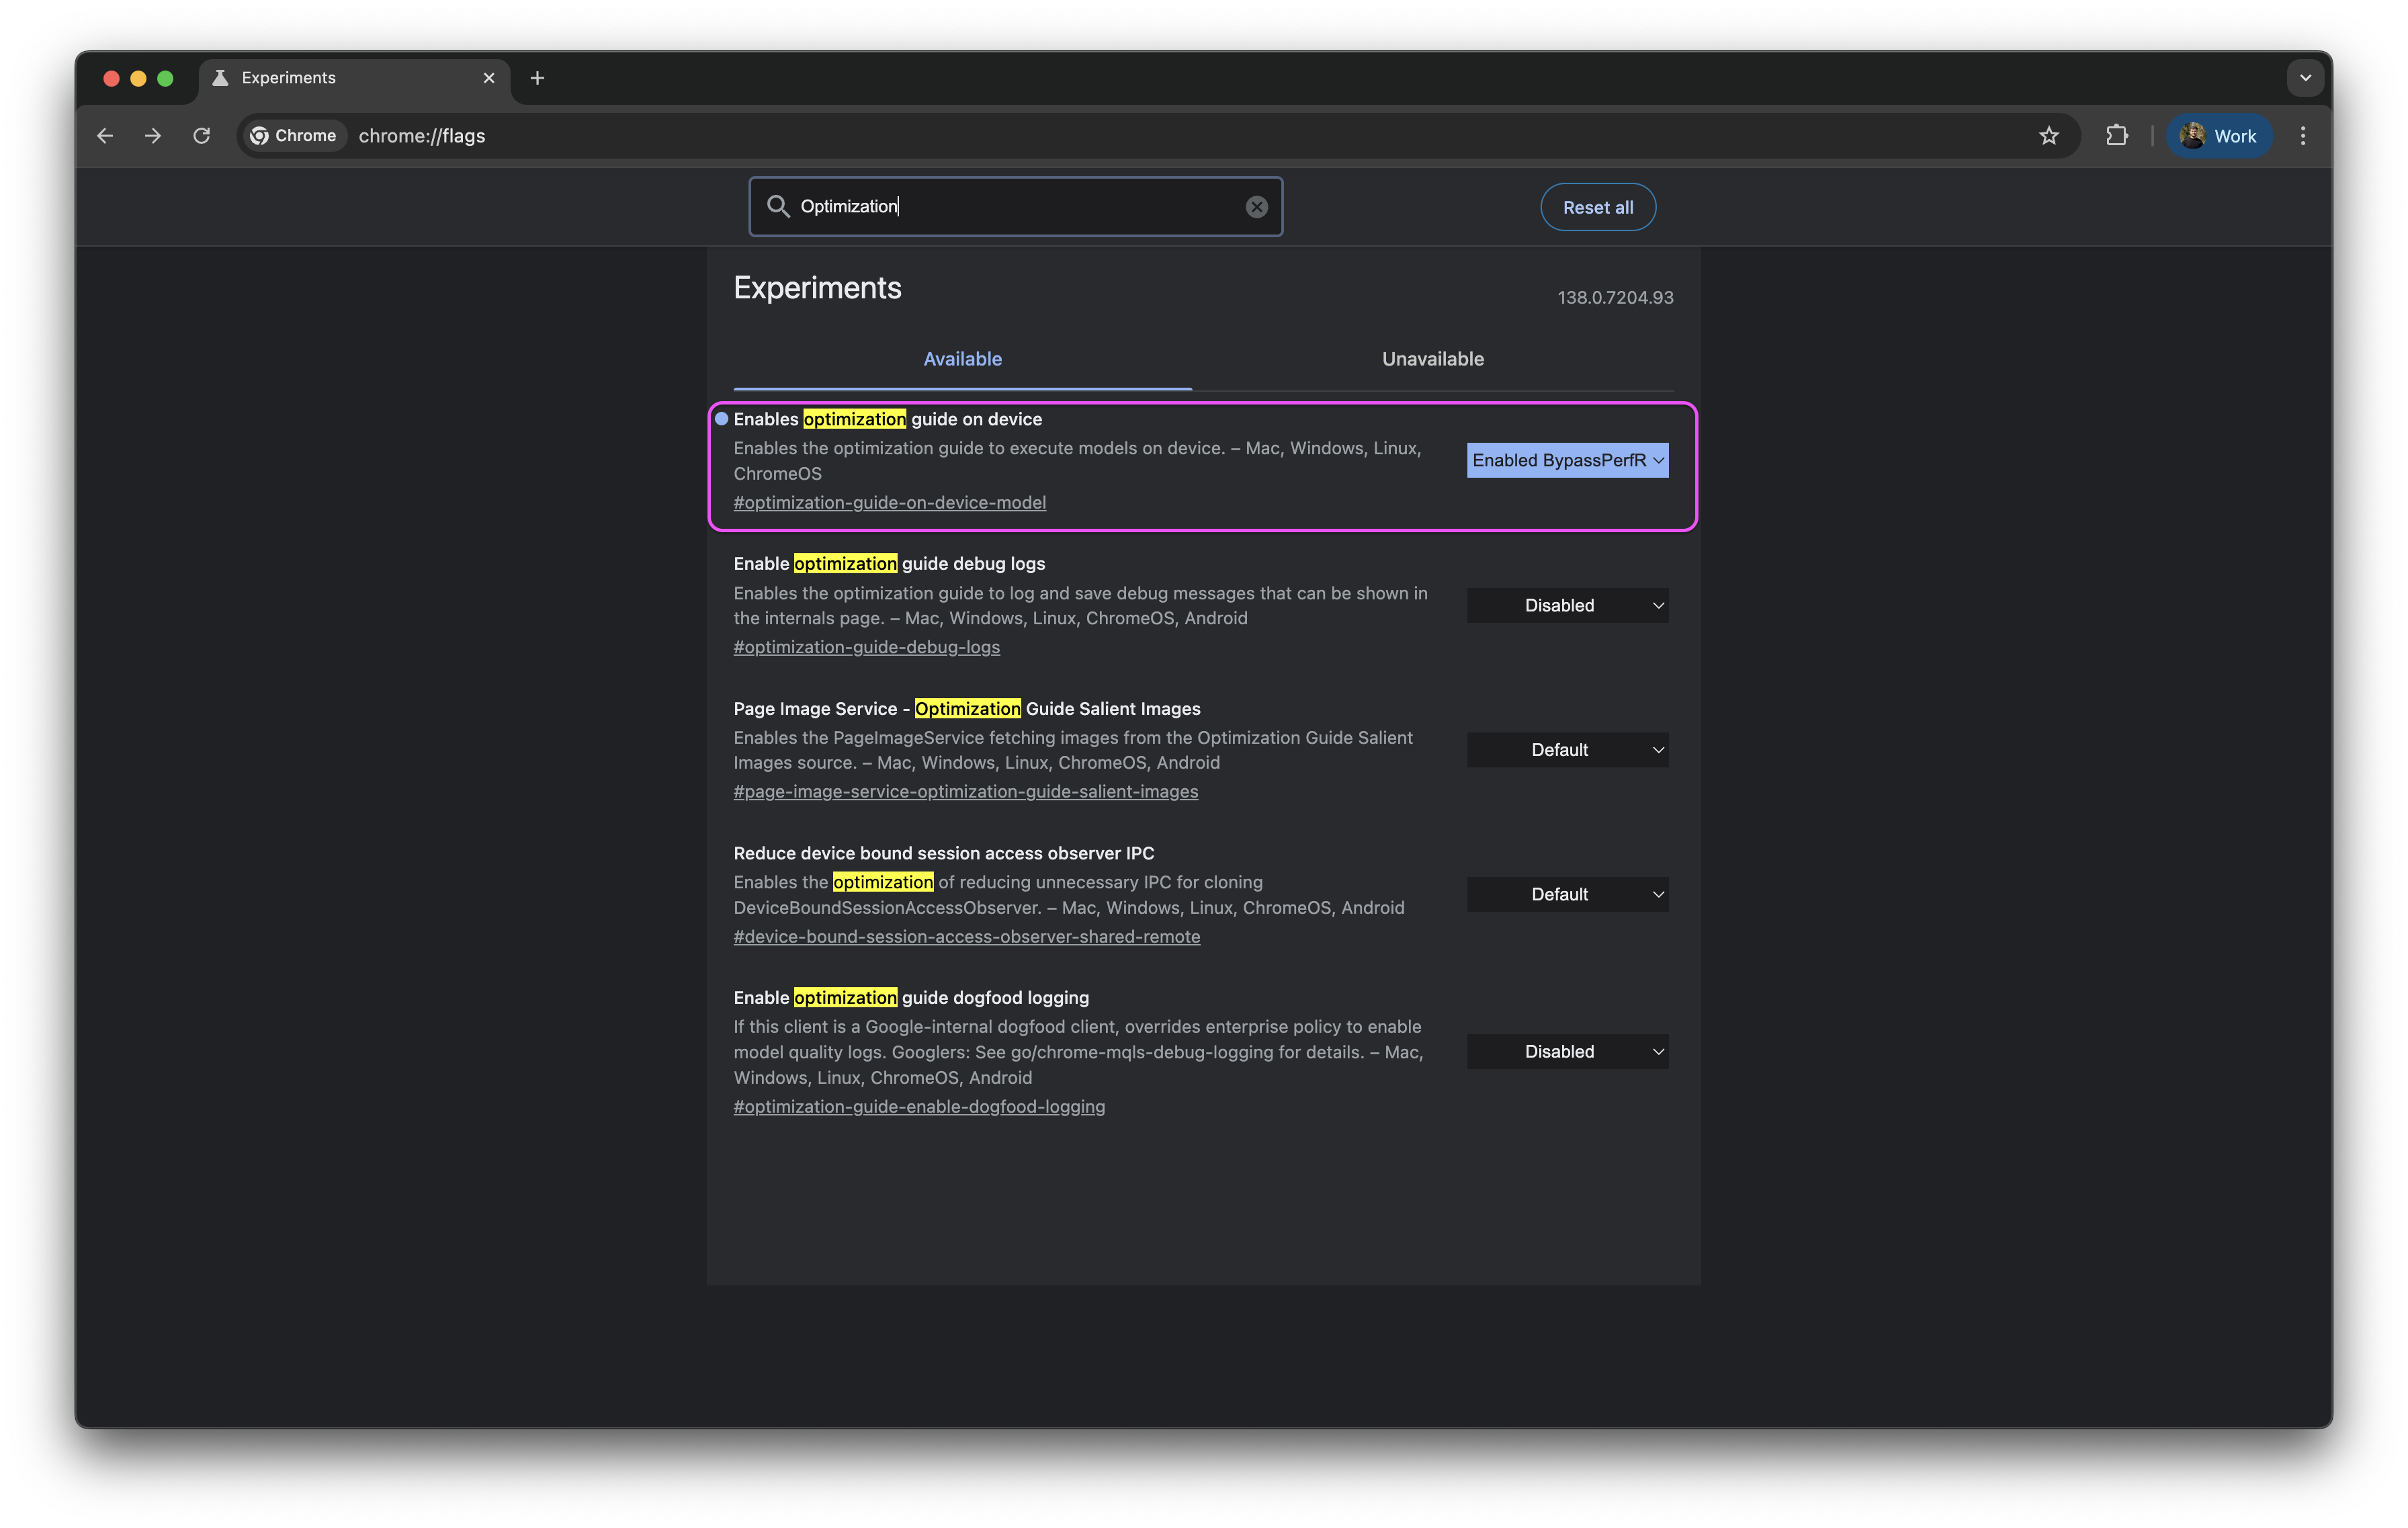 Experiments
Chrome chrome://flags Work
Optimization
Reset all
Experiments
138.0.7204.93
Available Unavailable
Enables optimization guide on device
Enables the optimization guide to execute models on device. – Mac, Windows, Linux,
ChromeOS
#optimization-guide-on-device-model
Enabled BypassPerfR
Enable optimization guide debug logs
Enables the optimization guide to log and save debug messages that can be shown in
the internals page. – Mac, Windows, Linux, ChromeOS, Android
#optimization-guide-debug-logs
Disabled
Page Image Service - Optimization Guide Salient Images
Enables the PageImageService fetching images from the Optimization Guide Salient
Images source. – Mac, Windows, Linux, ChromeOS, Android
#page-image-service-optimization-guide-salient-images
Default
Reduce device bound session access observer IPC
Enables the optimization of reducing unnecessary IPC for cloning
DeviceBoundSessionAccessObserver. – Mac, Windows, Linux, ChromeOS, Android
#device-bound-session-access-observer-shared-remote
Default
Enable optimization guide dogfood logging
If this client is a Google-internal dogfood client, overrides enterprise policy to enable
model quality logs. Googlers: See go/chrome-mqls-debug-logging for details. – Mac,
Windows, Linux, ChromeOS, Android
#optimization-guide-enable-dogfood-logging
Disabled